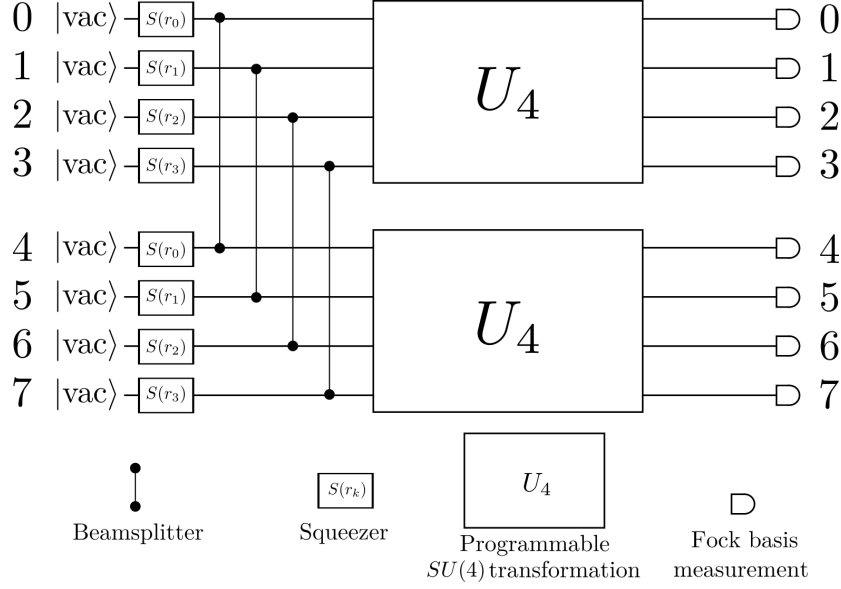 0 |vac⟩ S(r₀) 0
1 |vac⟩ S(r₁) 1
2 |vac⟩ S(r₂) U₄ 2
3 |vac⟩ S(r₃) 3
4 |vac⟩ S(r₀) 4
5 |vac⟩ S(r₁) 5
6 |vac⟩ S(r₂) U₄ 6
7 |vac⟩ S(r₃) 7
S(rₖ) U₄
Beamsplitter Squeezer Programmable Fock basis
SU(4) transformation measurement